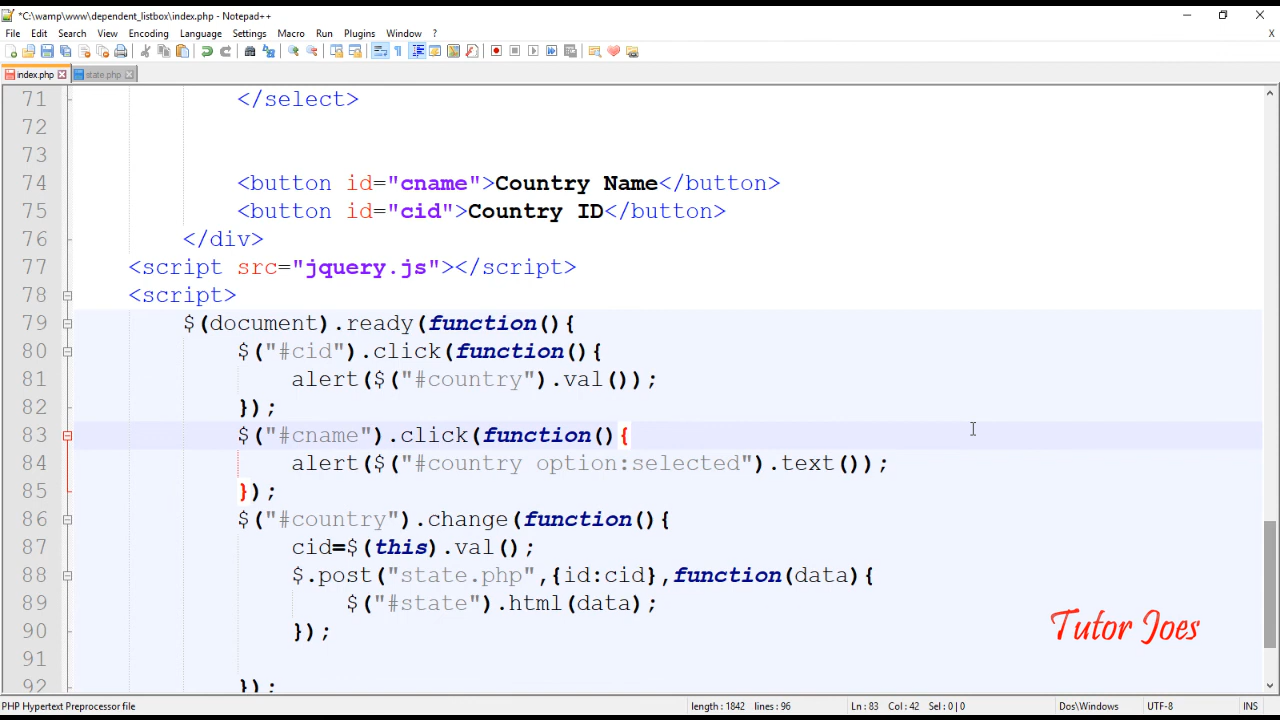 *C:\wamp\www\dependent_listbox\index.php - Notepad++
File Edit Search View Encoding Language Settings Macro Run Plugins Window ? X
index.php state.php
71 </select>
72
73
74 <button id="cname">Country Name</button>
75 <button id="cid">Country ID</button>
76 </div>
77 <script src="jquery.js"></script>
78 <script>
79 $(document).ready(function(){
80 $("#cid").click(function(){
81 alert($("#country").val());
82 });
83 $("#cname").click(function(){
84 alert($("#country option:selected").text());
85 });
86 $("#country").change(function(){
87 cid=$(this).val();
88 $.post("state.php",{id:cid},function(data){
89 $("#state").html(data);
90 });
91
92 });
Tutor Joes
PHP Hypertext Preprocessor file length : 1842 lines : 96 Ln : 83 Col : 42 Sel : 0 | 0 Dos\Windows UTF-8 INS